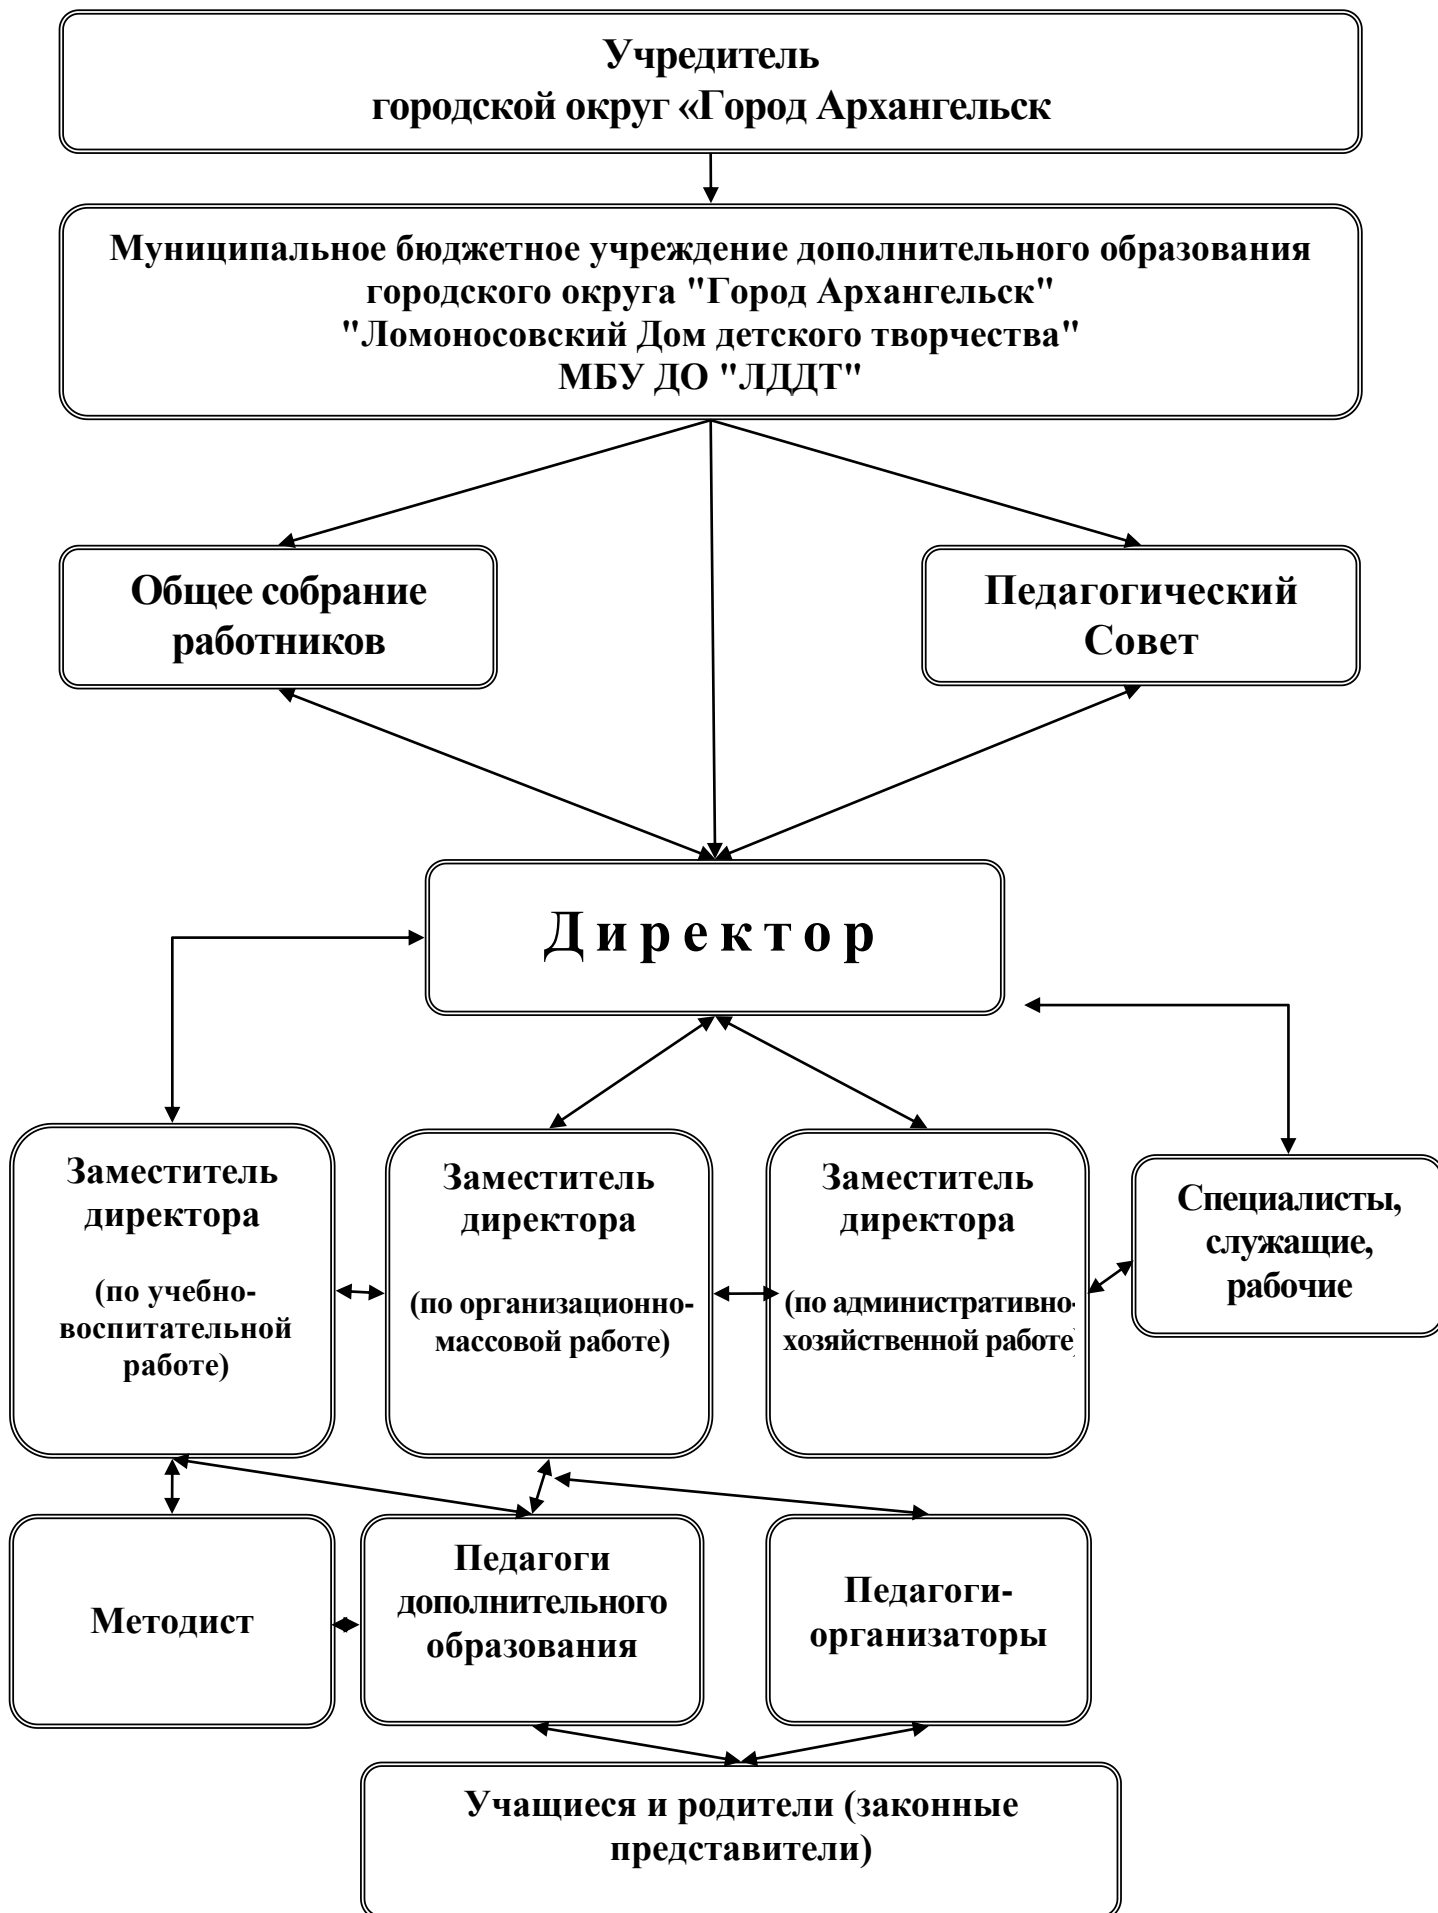 Учредитель
городской округ «Город Архангельск
Муниципальное бюджетное учреждение дополнительного образования
городского округа "Город Архангельск"
"Ломоносовский Дом детского творчества"
МБУ ДО "ЛДДТ"
Общее собрание
работников
Педагогический
Совет
Директор
Заместитель
директора
(по учебно-
воспитательной
работе)
Заместитель
директора
(по организационно-
массовой работе)
Заместитель
директора
(по административно-
хозяйственной работе)
Специалисты,
служащие,
рабочие
Методист
Педагоги
дополнительного
образования
Педагоги-
организаторы
Учащиеся и родители (законные
представители)